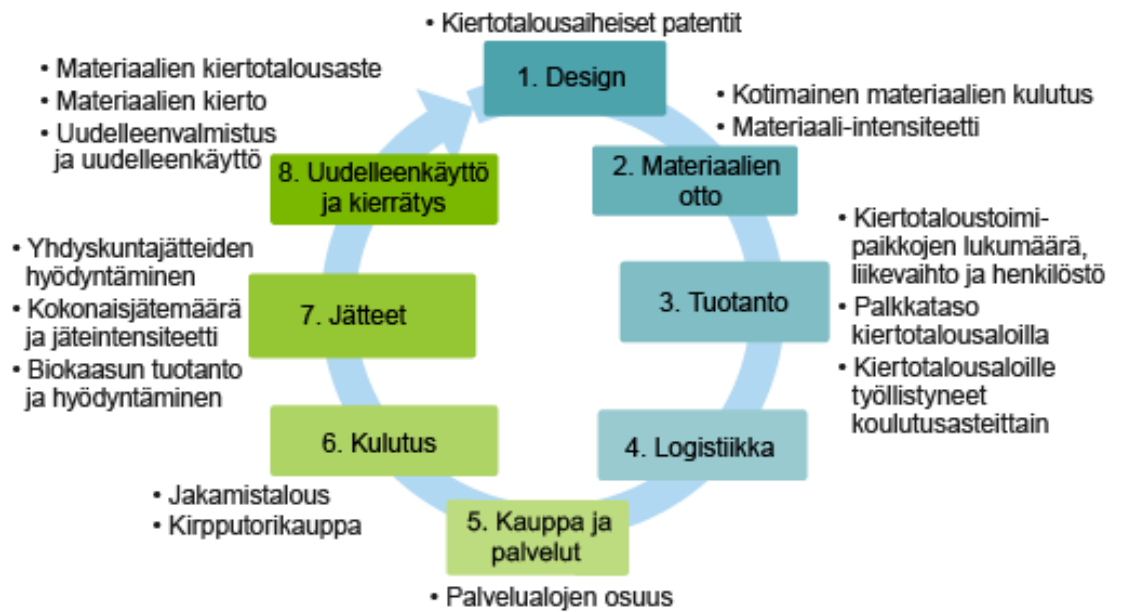 • Kiertotalousaiheiset patentit
1. Design
• Kotimainen materiaalien kulutus
• Materiaali-intensiteetti
2. Materiaalien
otto
• Kiertotaloustoimi-
paikkojen lukumäärä,
liikevaihto ja henkilöstö
• Palkkataso
kiertotalousaloilla
• Kiertotalousaloille
työllistyneet
koulutusasteittain
3. Tuotanto
4. Logistiikka
5. Kauppa ja
palvelut
• Palvelualojen osuus
6. Kulutus
• Jakamistalous
• Kirpputorikauppa
7. Jätteet
• Yhdyskuntajätteiden
hyödyntäminen
• Kokonaisjätemäärä
ja jäteintensiteetti
• Biokaasun tuotanto
ja hyödyntäminen
8. Uudelleenkäyttö
ja kierrätys
• Materiaalien kiertotalousaste
• Materiaalien kierto
• Uudelleenvalmistus
ja uudelleenkäyttö